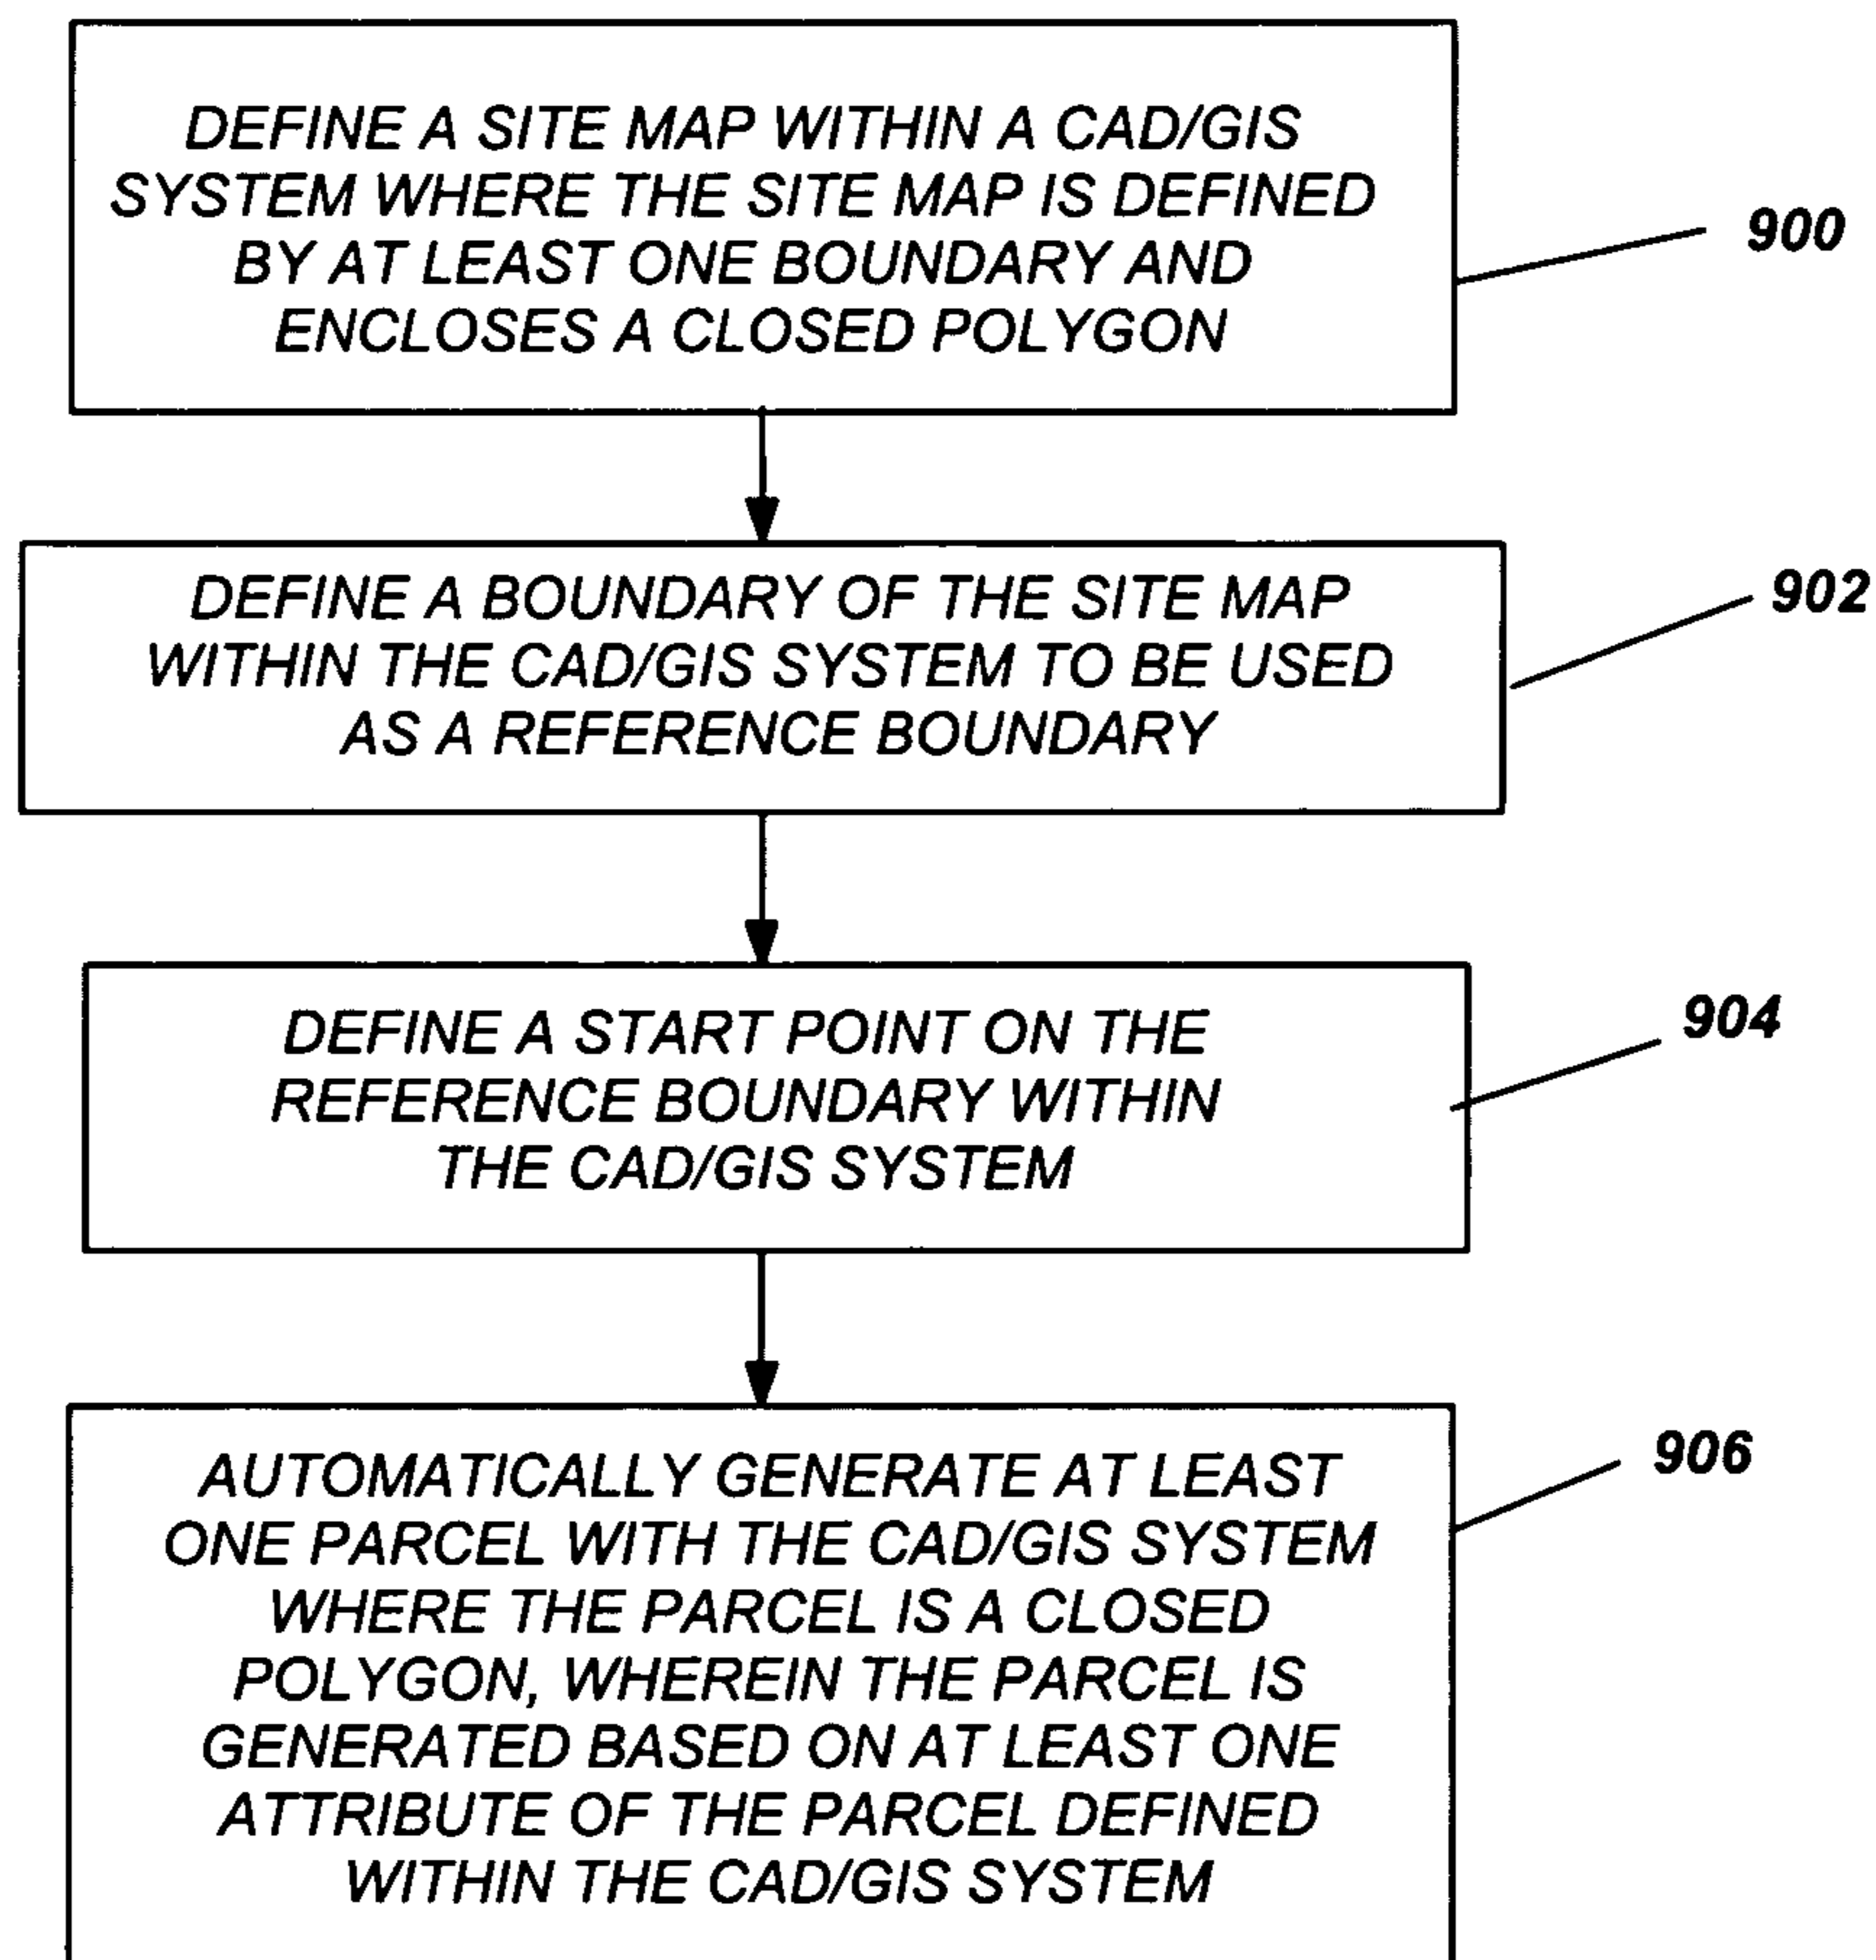 DEFINE A SITE MAP WITHIN A CAD/GIS
SYSTEM WHERE THE SITE MAP IS DEFINED
BY AT LEAST ONE BOUNDARY AND
ENCLOSES A CLOSED POLYGON
900
DEFINE A BOUNDARY OF THE SITE MAP
WITHIN THE CAD/GIS SYSTEM TO BE USED
AS A REFERENCE BOUNDARY
902
DEFINE A START POINT ON THE
REFERENCE BOUNDARY WITHIN
THE CAD/GIS SYSTEM
904
AUTOMATICALLY GENERATE AT LEAST
ONE PARCEL WITH THE CAD/GIS SYSTEM
WHERE THE PARCEL IS A CLOSED
POLYGON, WHEREIN THE PARCEL IS
GENERATED BASED ON AT LEAST ONE
ATTRIBUTE OF THE PARCEL DEFINED
WITHIN THE CAD/GIS SYSTEM
906